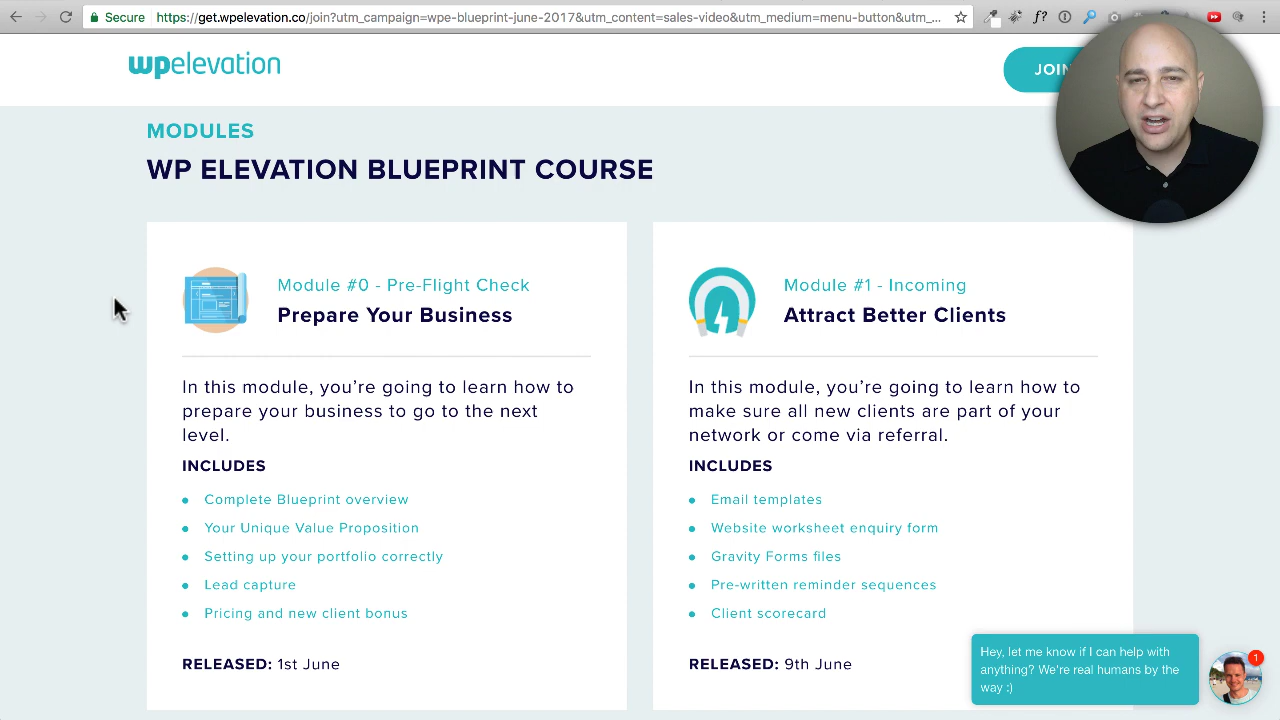 Secure
https://get.wpelevation.co/join?utm_campaign=wpe-blueprint-june-2017&utm_content=sales-video&utm_medium=menu-button&utm_...
wpelevation
JOIN
MODULES
WP ELEVATION BLUEPRINT COURSE
Module #0 - Pre-Flight Check
Prepare Your Business
In this module, you’re going to learn how to
prepare your business to go to the next
level.
INCLUDES
Complete Blueprint overview
Your Unique Value Proposition
Setting up your portfolio correctly
Lead capture
Pricing and new client bonus
RELEASED: 1st June
Module #1 - Incoming
Attract Better Clients
In this module, you’re going to learn how to
make sure all new clients are part of your
network or come via referral.
INCLUDES
Email templates
Website worksheet enquiry form
Gravity Forms files
Pre-written reminder sequences
Client scorecard
RELEASED: 9th June
Hey, let me know if I can help with
anything? We're real humans by the
way :)
1